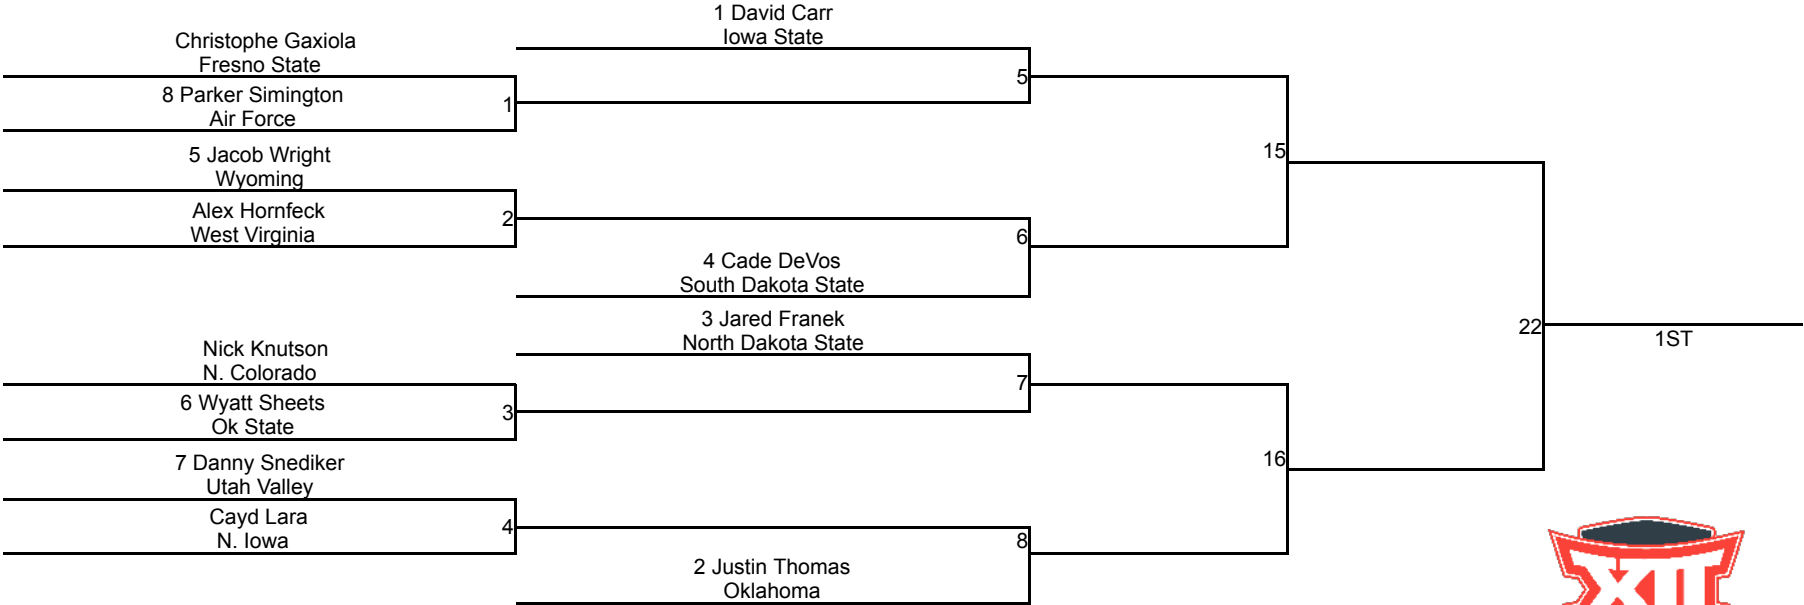 1 David Carr
Iowa State
Christophe Gaxiola
Fresno State
5
8 Parker Simington
Air Force
1
5 Jacob Wright
Wyoming
15
Alex Hornfeck
West Virginia
2
6
4 Cade DeVos
South Dakota State
3 Jared Franek
North Dakota State
22
1ST
Nick Knutson
N. Colorado
7
6 Wyatt Sheets
Ok State
3
7 Danny Snediker
Utah Valley
16
Cayd Lara
N. Iowa
4
8
2 Justin Thomas
Oklahoma
XII